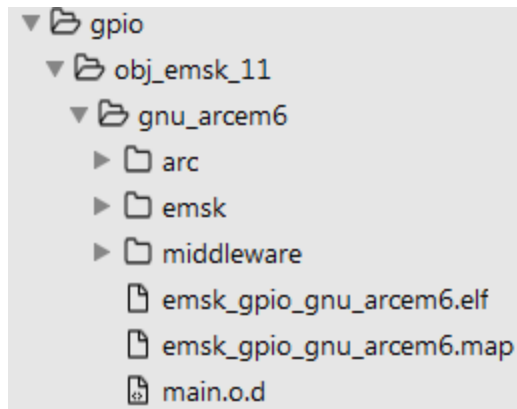 gpio
obj_emsk_11
gnu_arcem6
arc
emsk
middleware
emsk_gpio_gnu_arcem6.elf
emsk_gpio_gnu_arcem6.map
main.o.d